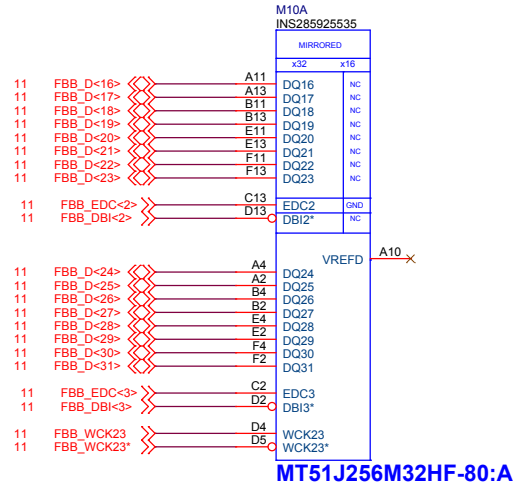 M10A
INS285925535
MIRRORED
x32 x16
11 FBB_D<16> A11 DQ16 NC
11 FBB_D<17> A13 DQ17 NC
11 FBB_D<18> B11 DQ18 NC
11 FBB_D<19> B13 DQ19 NC
11 FBB_D<20> E11 DQ20 NC
11 FBB_D<21> E13 DQ21 NC
11 FBB_D<22> F11 DQ22 NC
11 FBB_D<23> F13 DQ23 NC
11 FBB_EDC<2> C13 EDC2 GND
11 FBB_DBI<2> D13 DBI2* NC
VREFD A10
11 FBB_D<24> A4 DQ24
11 FBB_D<25> A2 DQ25
11 FBB_D<26> B4 DQ26
11 FBB_D<27> B2 DQ27
11 FBB_D<28> E4 DQ28
11 FBB_D<29> E2 DQ29
11 FBB_D<30> F4 DQ30
11 FBB_D<31> F2 DQ31
11 FBB_EDC<3> C2 EDC3
11 FBB_DBI<3> D2 DBI3*
11 FBB_WCK23 D4 WCK23
11 FBB_WCK23* D5 WCK23*
MT51J256M32HF-80:A